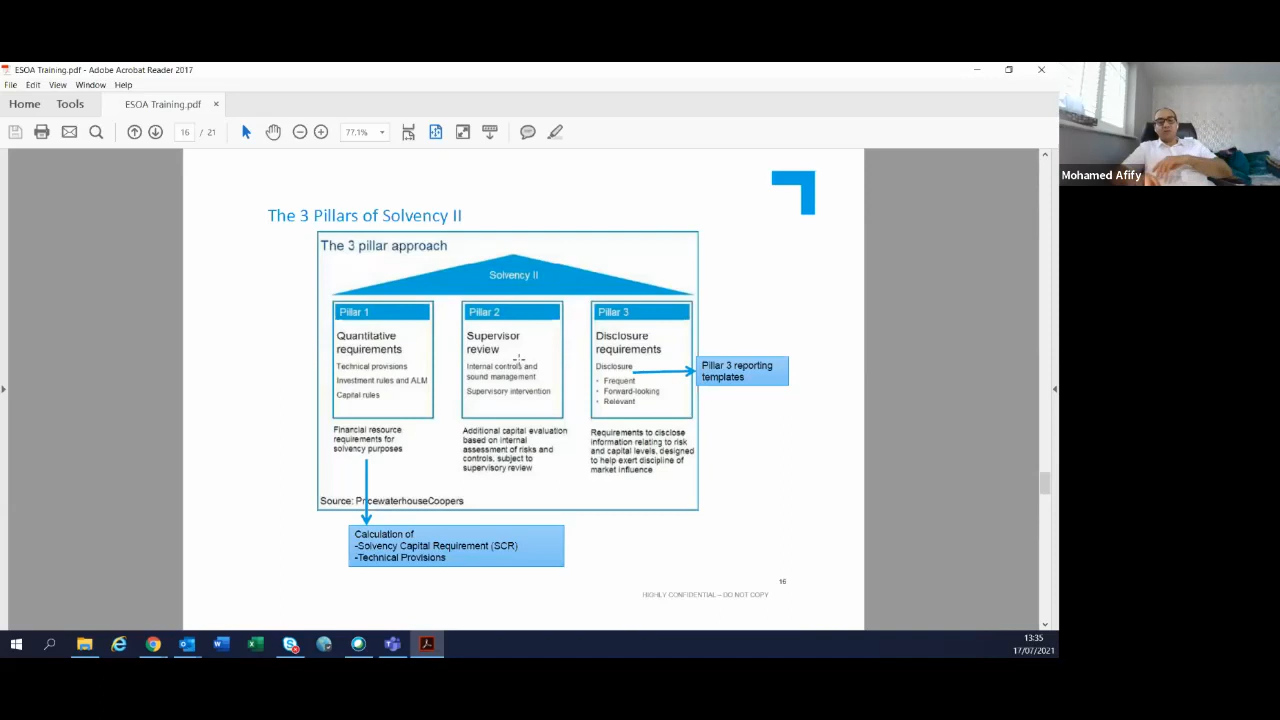 ESOA Training.pdf - Adobe Acrobat Reader 2017
File Edit View Window Help
Home Tools ESOA Training.pdf ×
16 / 21 77.1%
Mohamed Afify
The 3 Pillars of Solvency II
The 3 pillar approach
Solvency II
Pillar 1
Quantitative
requirements
Technical provisions
Investment rules and ALM
Capital rules
Financial resource
requirements for
solvency purposes
Pillar 2
Supervisor
review
Internal controls and
sound management
Supervisory intervention
Additional capital evaluation
based on internal
assessment of risks and
controls, subject to
supervisory review
Pillar 3
Disclosure
requirements
Disclosure
• Frequent
• Forward-looking
• Relevant
Requirements to disclose
information relating to risk
and capital levels, designed
to help exert discipline of
market influence
Pillar 3 reporting
templates
Source: PricewaterhouseCoopers
Calculation of
-Solvency Capital Requirement (SCR)
-Technical Provisions
16
HIGHLY CONFIDENTIAL – DO NOT COPY
13:35
17/07/2021